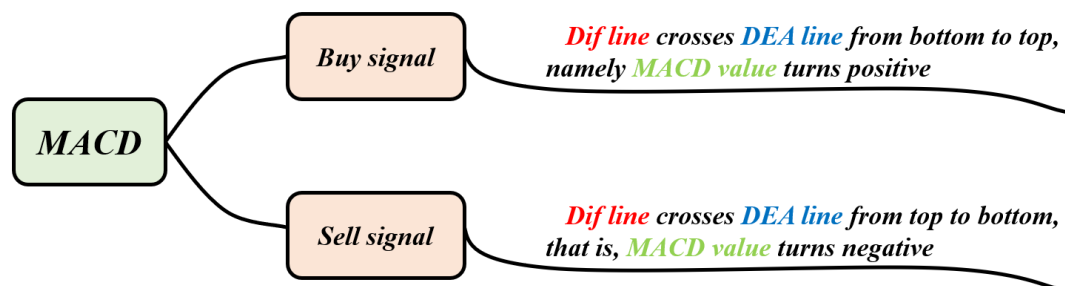 MACD
Buy signal
Dif line crosses DEA line from bottom to top,
namely MACD value turns positive
Sell signal
Dif line crosses DEA line from top to bottom,
that is, MACD value turns negative